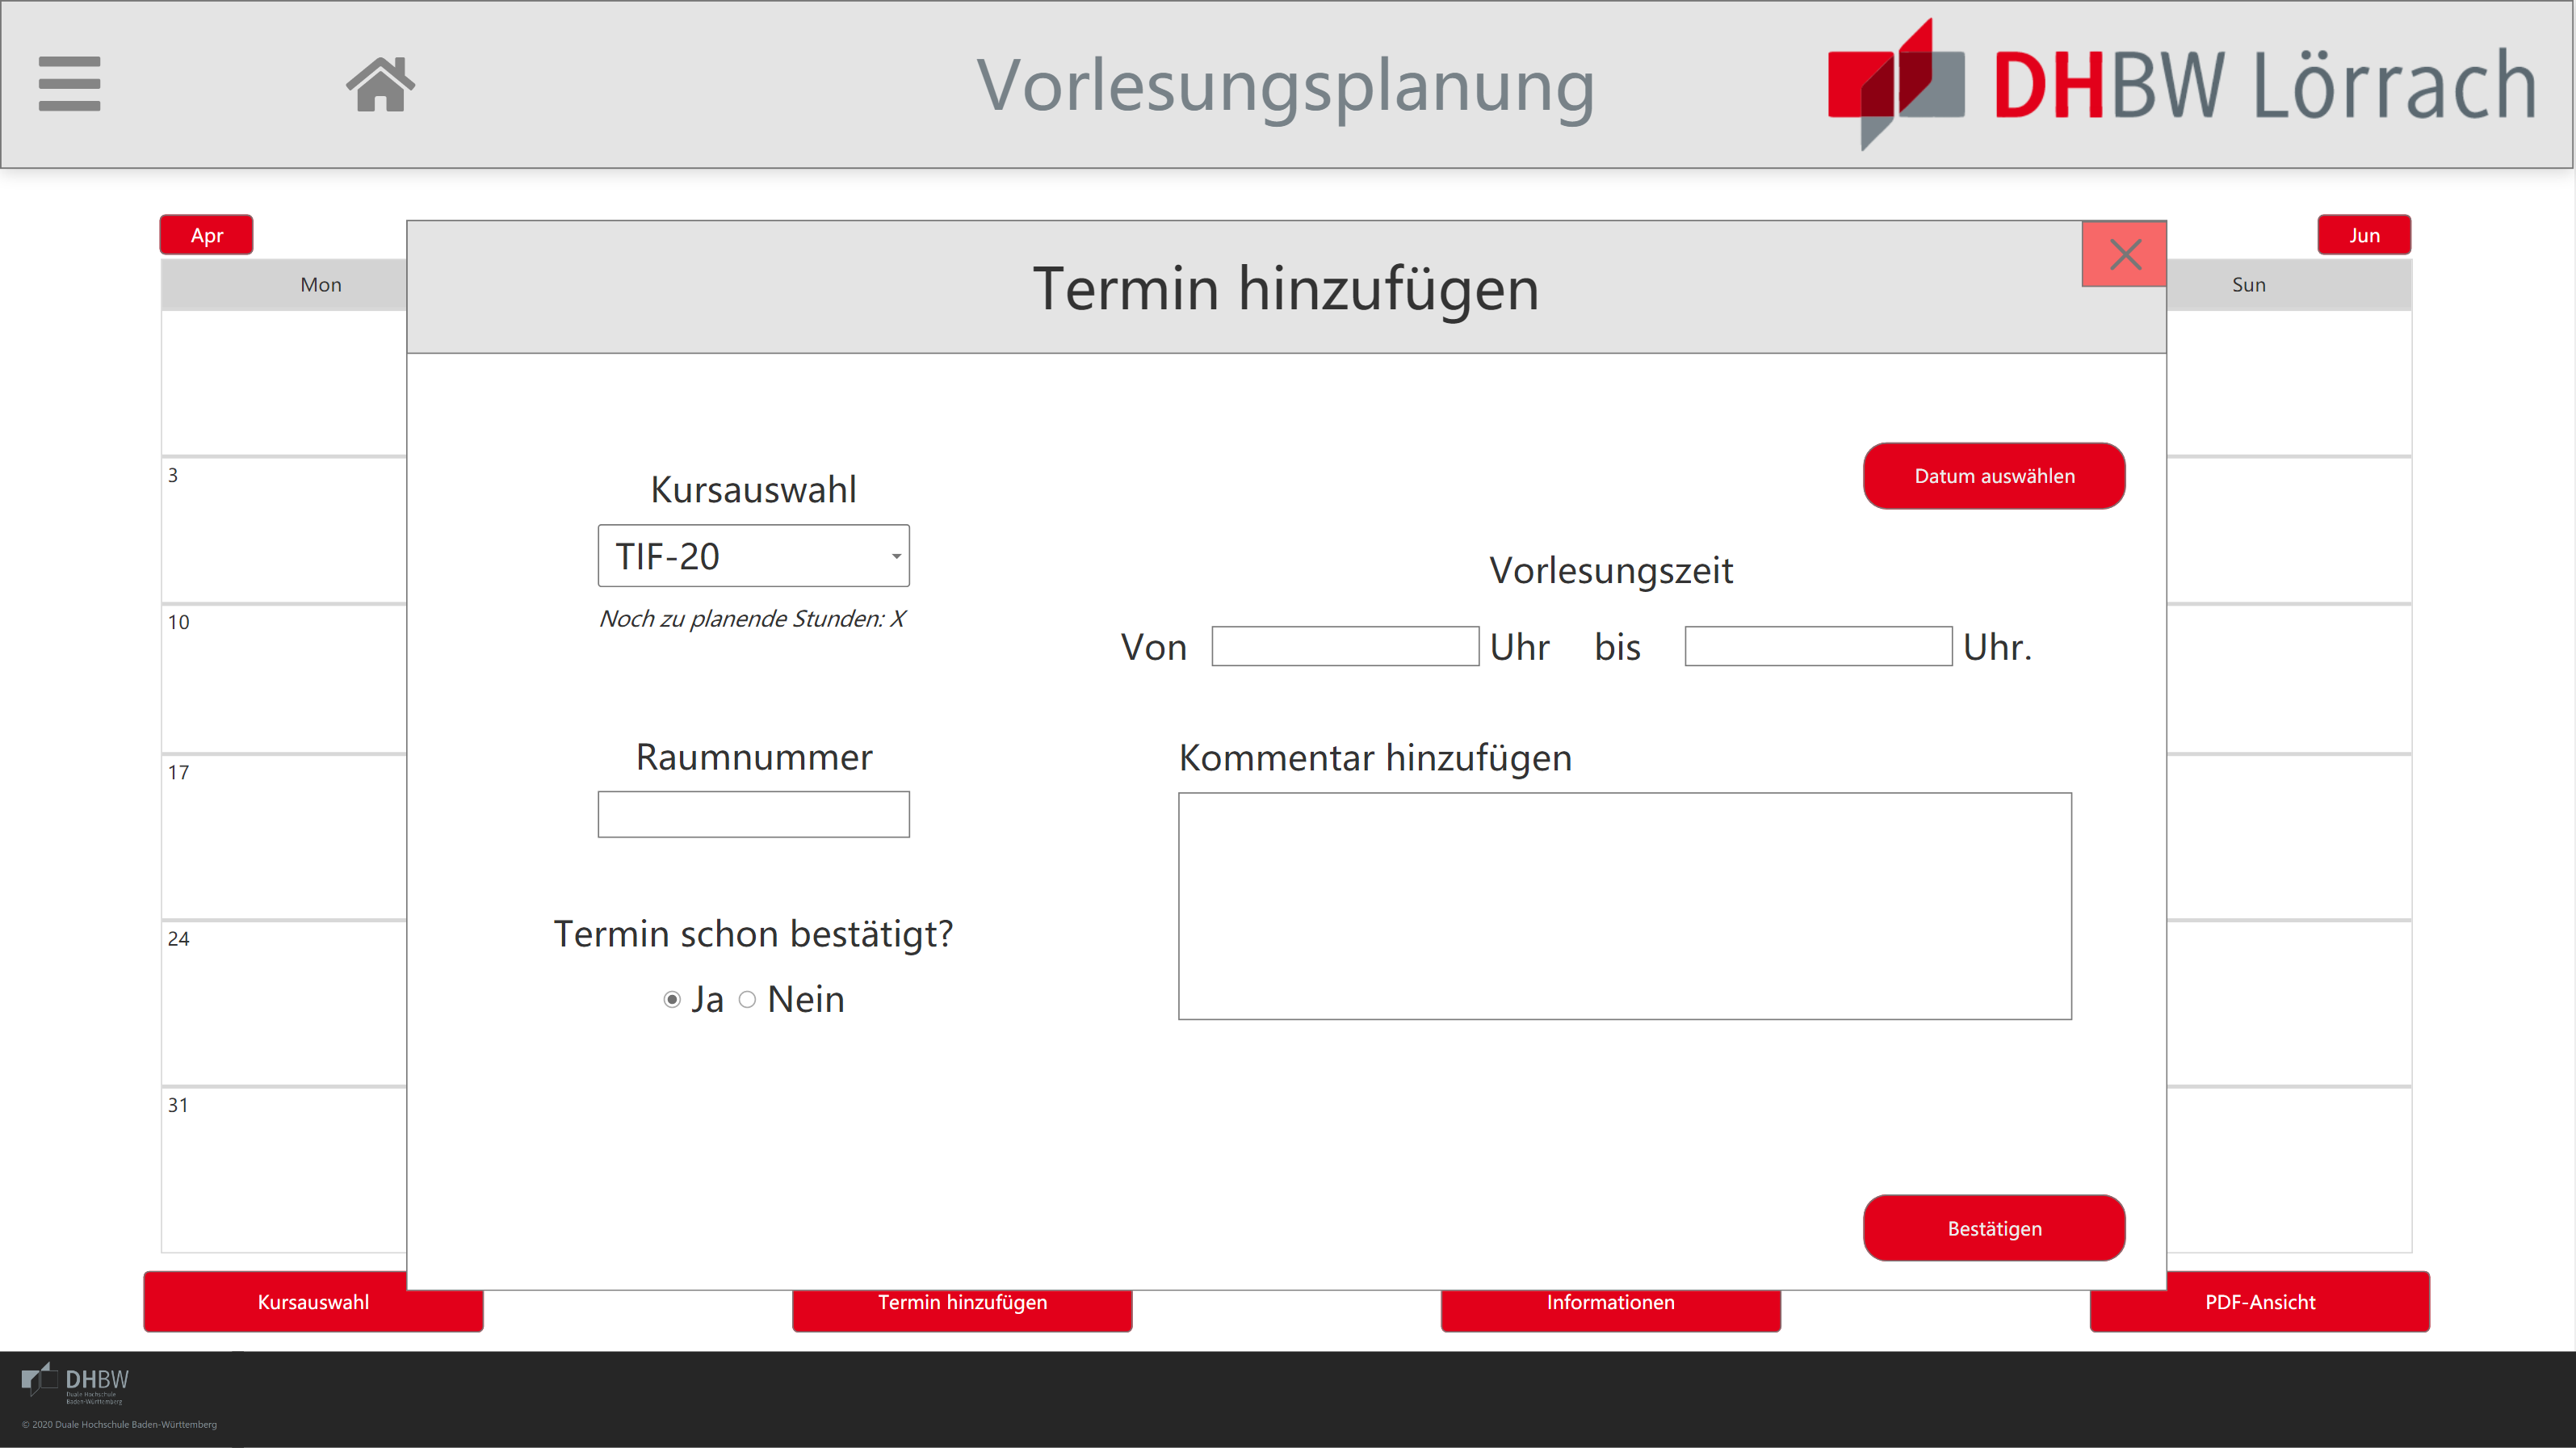 Vorlesungsplanung
DHBW Lörrach
Apr
Jun
Mon
Sun
Termin hinzufügen
3
10
17
24
31
Kursauswahl
TIF-20
Noch zu planende Stunden: X
Datum auswählen
Vorlesungszeit
Von Uhr bis Uhr.
Raumnummer
Kommentar hinzufügen
Termin schon bestätigt?
Ja Nein
Bestätigen
Kursauswahl
Termin hinzufügen
Informationen
PDF-Ansicht
DHBW
Duale Hochschule
Baden-Württemberg
© 2020 Duale Hochschule Baden-Württemberg